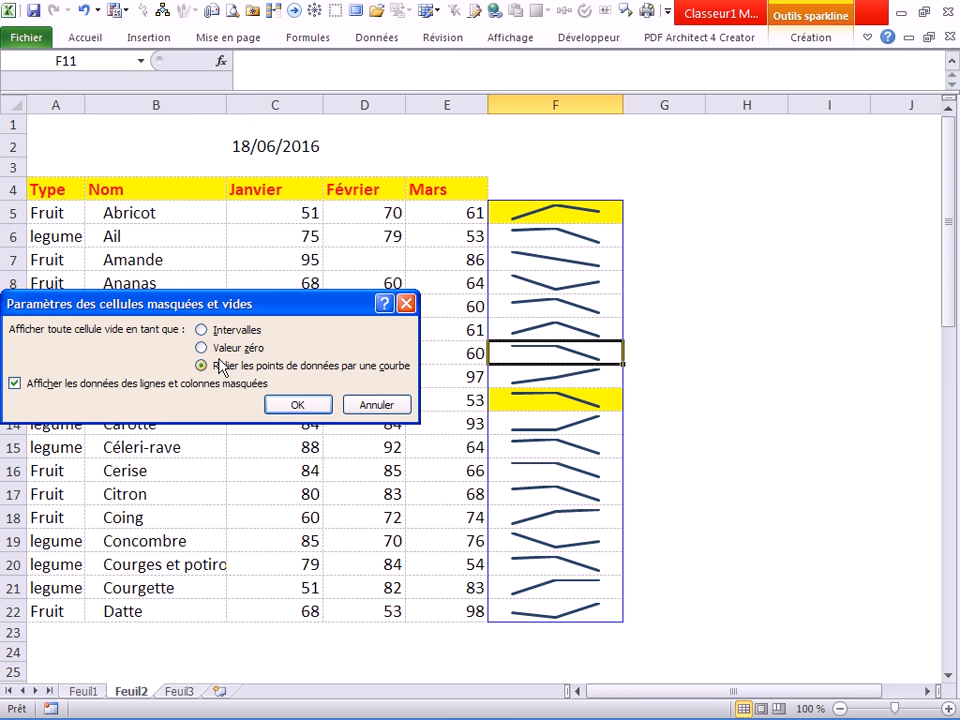 Classeur1 M...
Outils sparkline
Fichier Accueil Insertion Mise en page Formules Données Révision Affichage Développeur PDF Architect 4 Creator Création
F11 fx
A B C D E F G H I J
1
2 18/06/2016
3
4 Type Nom Janvier Février Mars
5 Fruit Abricot 51 70 61
6 legume Ail 75 79 53
7 Fruit Amande 95 86
8 Fruit Ananas 68 60 64
Paramètres des cellules masquées et vides
60
Afficher toute cellule vide en tant que : Intervalles
61
Valeur zéro
60
les points de données par une courbe
97
Afficher les données des lignes et colonnes masquées
53
OK Annuler
14 legume Carotte 84 84 93
15 legume Céleri-rave 88 92 64
16 Fruit Cerise 84 85 66
17 Fruit Citron 80 83 68
18 Fruit Coing 60 72 74
19 legume Concombre 85 70 76
20 legume Courges et potiro 79 84 54
21 legume Courgette 51 82 83
22 Fruit Datte 68 53 98
23
24
25
Feuil1 Feuil2 Feuil3
Prêt 100 %